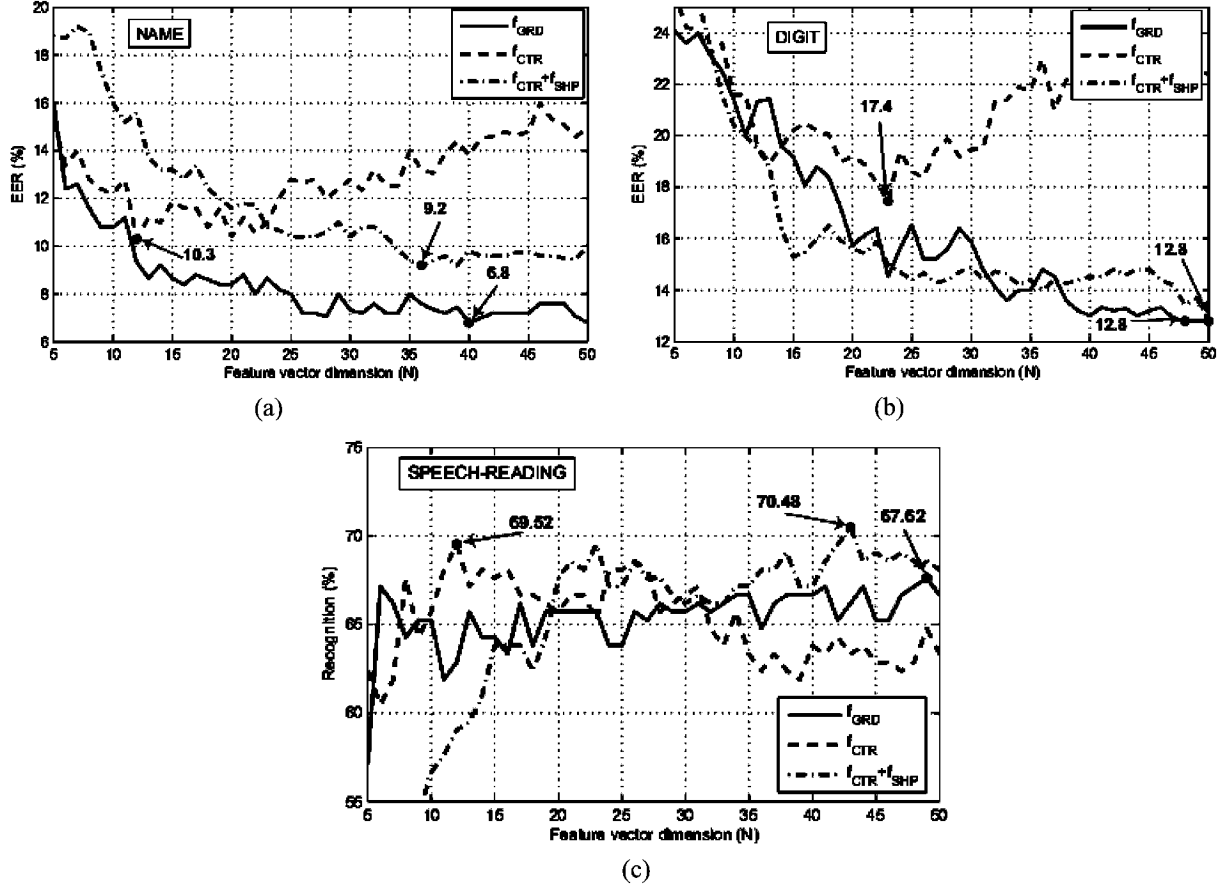 20
18
16
14
12
10
8
6
EER (%)
NAME
f_GRD
f_CTR
f_CTR+f_SHP
10.3
9.2
6.8
5 10 15 20 25 30 35 40 45 50
Feature vector dimension (N)
(a)
24
22
20
18
16
14
12
EER (%)
DIGIT
f_GRD
f_CTR
f_CTR+f_SHP
17.4
12.8
12.8
5 10 15 20 25 30 35 40 45 50
Feature vector dimension (N)
(b)
75
70
65
60
55
Recognition (%)
SPEECH-READING
69.52
70.48
67.62
f_GRD
f_CTR
f_CTR+f_SHP
5 10 15 20 25 30 35 40 45 50
Feature vector dimension (N)
(c)